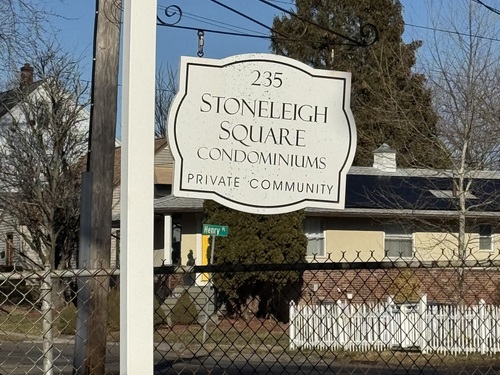 235
STONELEIGH
SQUARE
CONDOMINIUMS
PRIVATE COMMUNITY
Henry